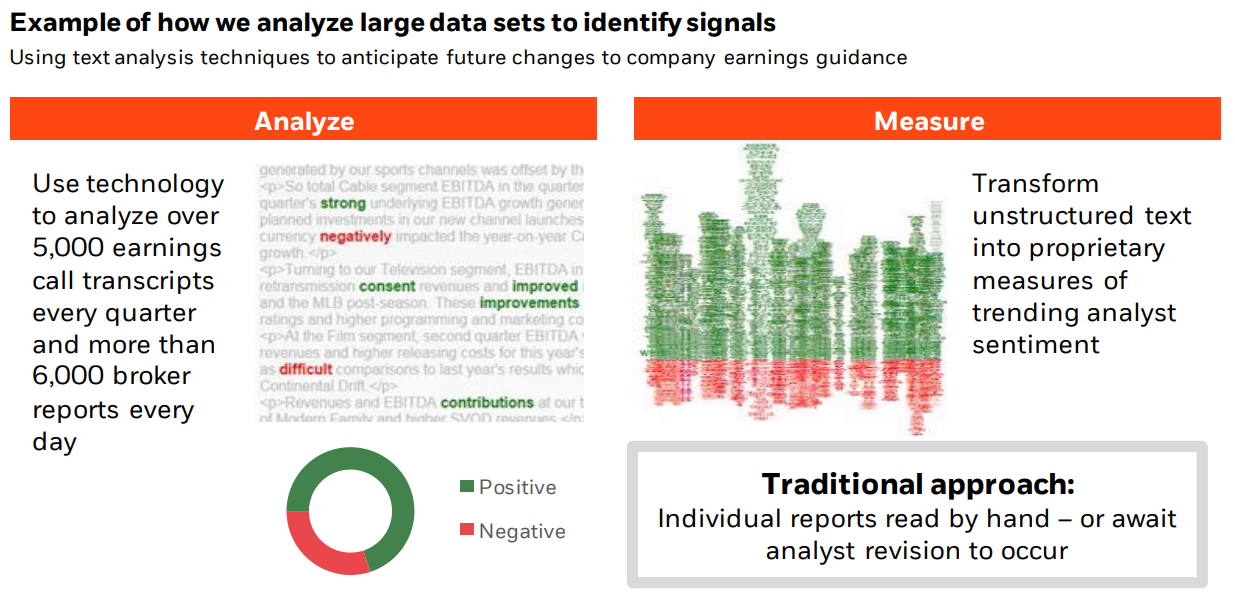 Example of how we analyze large data sets to identify signals
Using text analysis techniques to anticipate future changes to company earnings guidance
Analyze
Use technology
to analyze over
5,000 earnings
call transcripts
every quarter
and more than
6,000 broker
reports every
day
generated by our sports channels was offset by th
<p>So total Cable segment EBITDA in the quarter
quarter's strong underlying EBITDA growth gener
planned investments in our new channel launches
currency negatively impacted the year-on-year Ca
growth.</p>
<p>Turning to our Television segment, EBITDA in
retransmission consent revenues and improved
and the MLB post-season. These improvements
ratings and higher programming and marketing co
<p>At the Film segment, second quarter EBITDA
revenues and higher releasing costs for this year's
as difficult comparisons to last year's results whic
Continental Drift.</p>
<p>Revenues and EBITDA contributions at our t
of Modern Family and higher SVOD revenues </p
Positive
Negative
Measure
Transform
unstructured text
into proprietary
measures of
trending analyst
sentiment
Traditional approach:
Individual reports read by hand – or await
analyst revision to occur